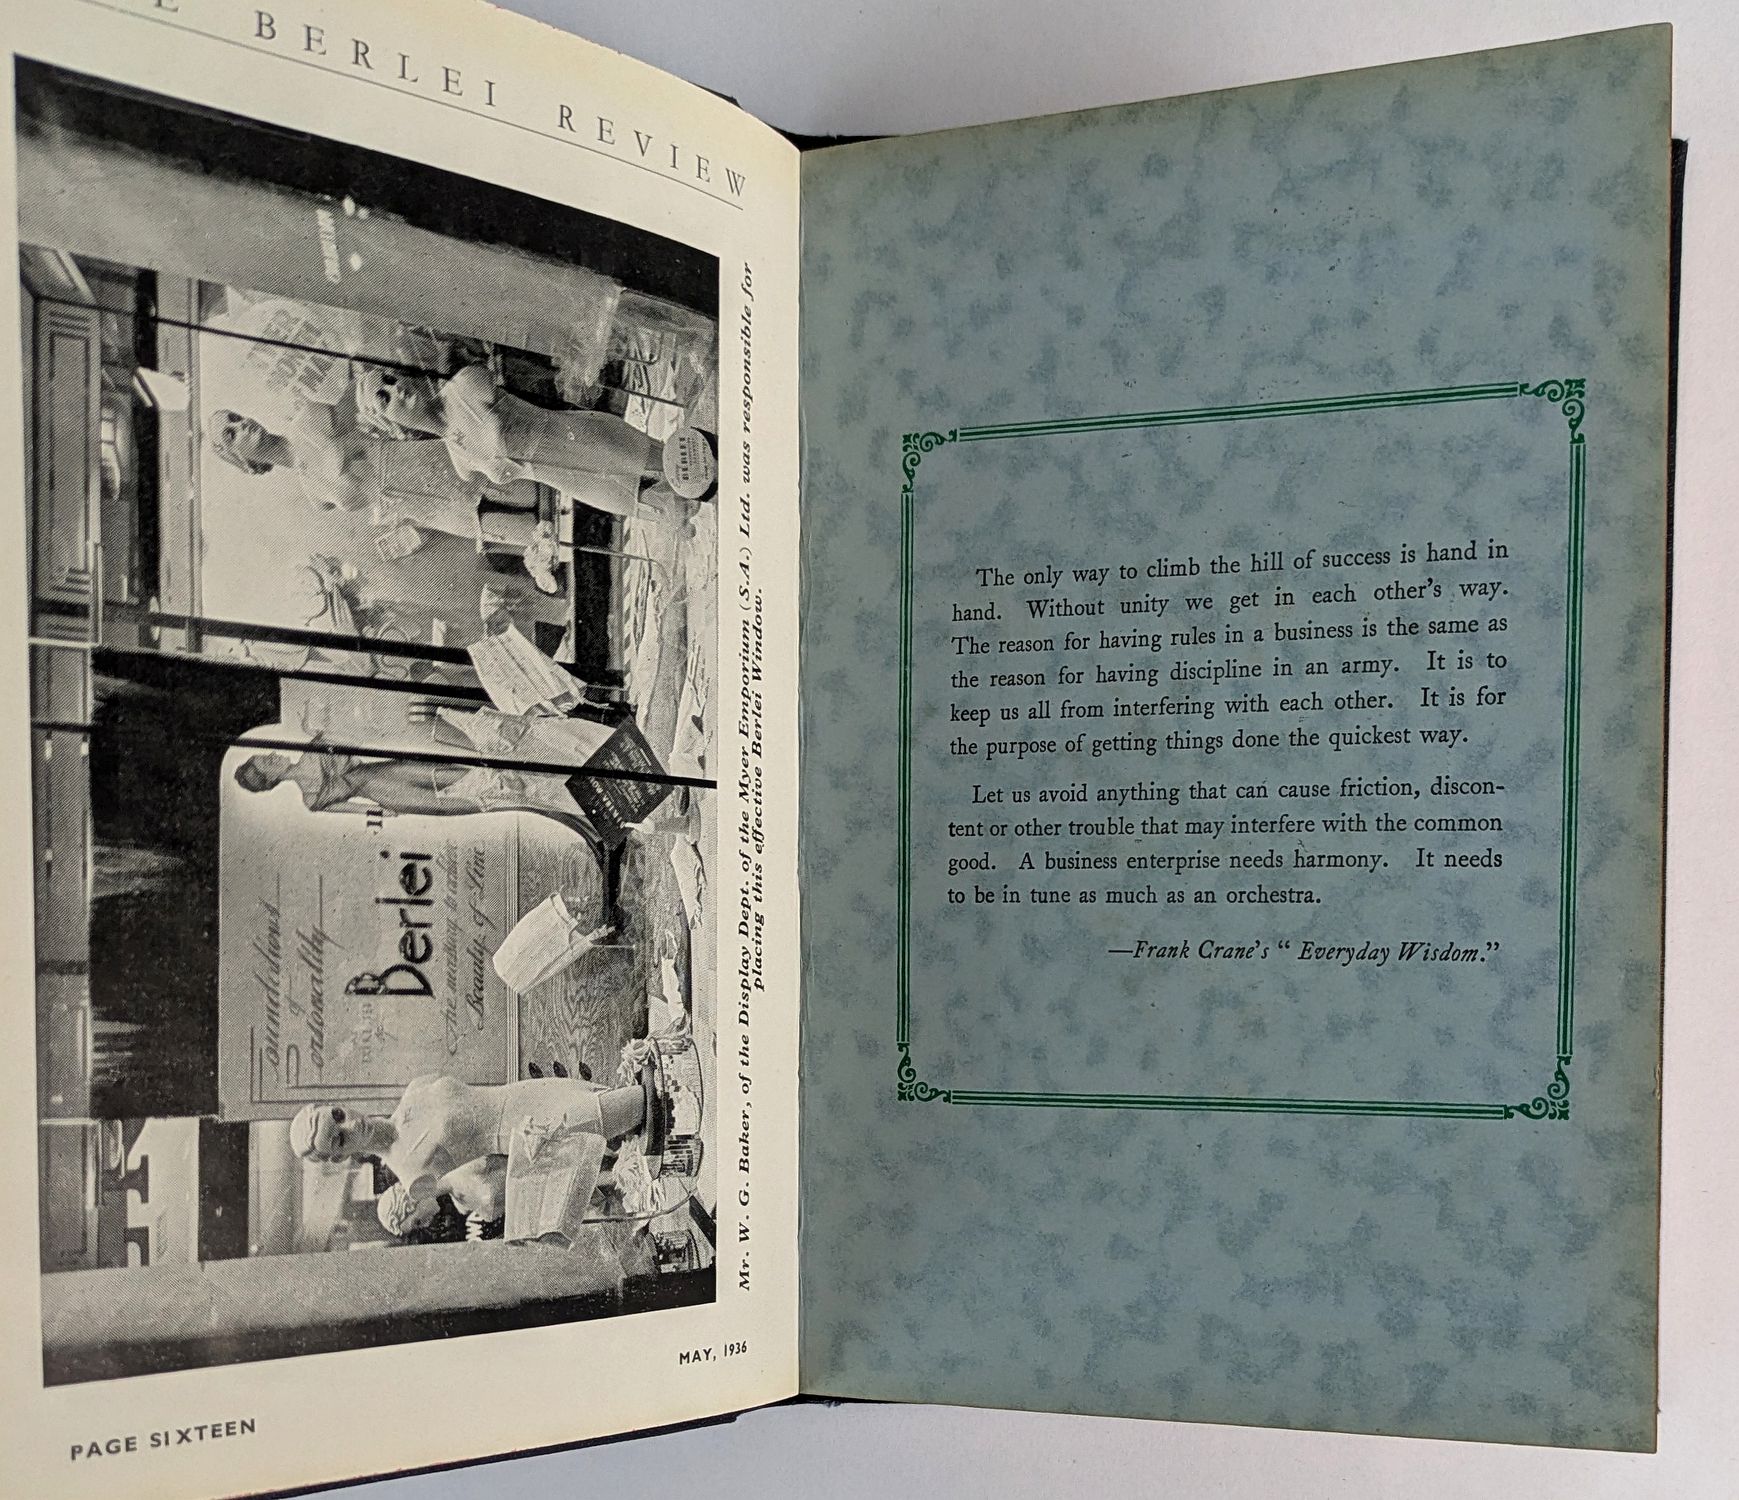 E BERLEI REVIEW
Foundations
of
Berlei
Beauty of Line
BERLEI
Mr. W. G. Baker, of the Display Dept. of the Myer Emporium (S.A.) Ltd. was responsible for
placing this effective Berlei Window.
MAY, 1936
PAGE SIXTEEN
The only way to climb the hill of success is hand in
hand. Without unity we get in each other's way.
The reason for having rules in a business is the same as
the reason for having discipline in an army. It is to
keep us all from interfering with each other. It is for
the purpose of getting things done the quickest way.
Let us avoid anything that can cause friction, discon-
tent or other trouble that may interfere with the common
good. A business enterprise needs harmony. It needs
to be in tune as much as an orchestra.
—Frank Crane's “ Everyday Wisdom.”